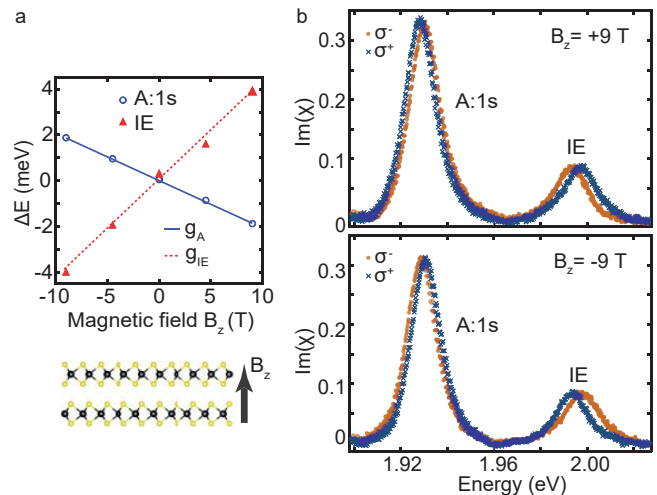 a
4
2
0
-2
-4
ΔE (meV)
A:1s
IE
g_A
g_IE
-10
-5
0
5
10
Magnetic field B_z (T)
B_z
b
0.3
0.2
0.1
0
Im(χ)
σ-
σ+
B_z= +9 T
A:1s
IE
0.3
0.2
0.1
0
Im(χ)
σ-
σ+
B_z= -9 T
A:1s
IE
1.92
1.96
2.00
Energy (eV)